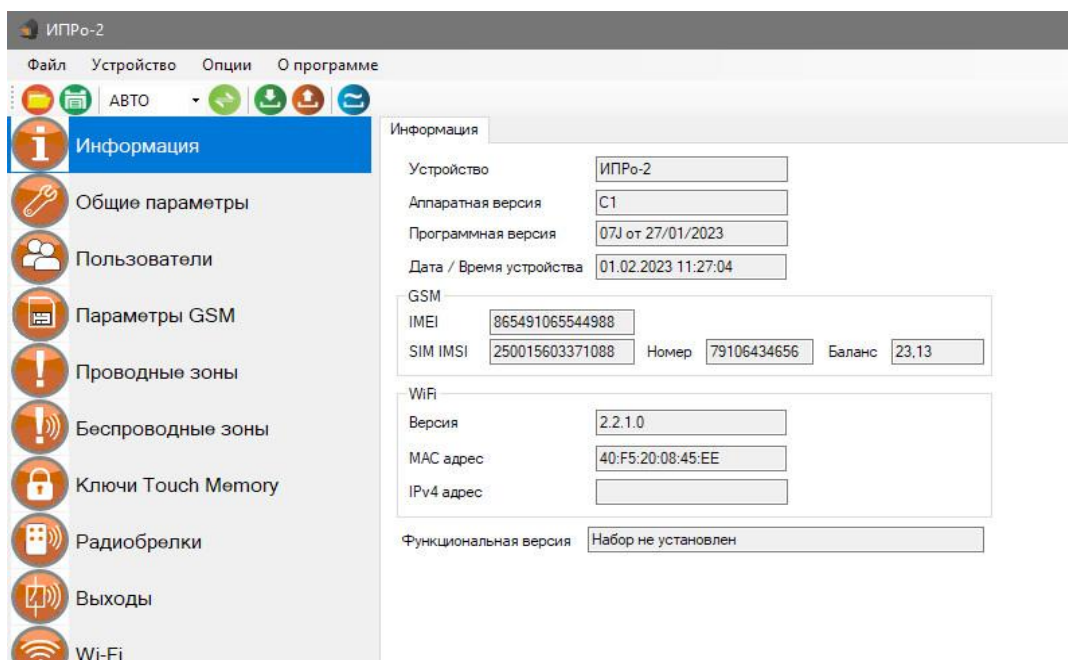 ИПРо-2
Файл Устройство Опции О программе
АВТО
Информация
Общие параметры
Пользователи
Параметры GSM
Проводные зоны
Беспроводные зоны
Ключи Touch Memory
Радиобрелки
Выходы
Wi-Fi
Информация
Устройство ИПРо-2
Аппаратная версия C1
Программная версия 07J от 27/01/2023
Дата / Время устройства 01.02.2023 11:27:04
GSM
IMEI 865491065544988
SIM IMSI 250015603371088 Номер 79106434656 Баланс 23,13
WiFi
Версия 2.2.1.0
MAC адрес 40:F5:20:08:45:EE
IPv4 адрес
Функциональная версия Набор не установлен